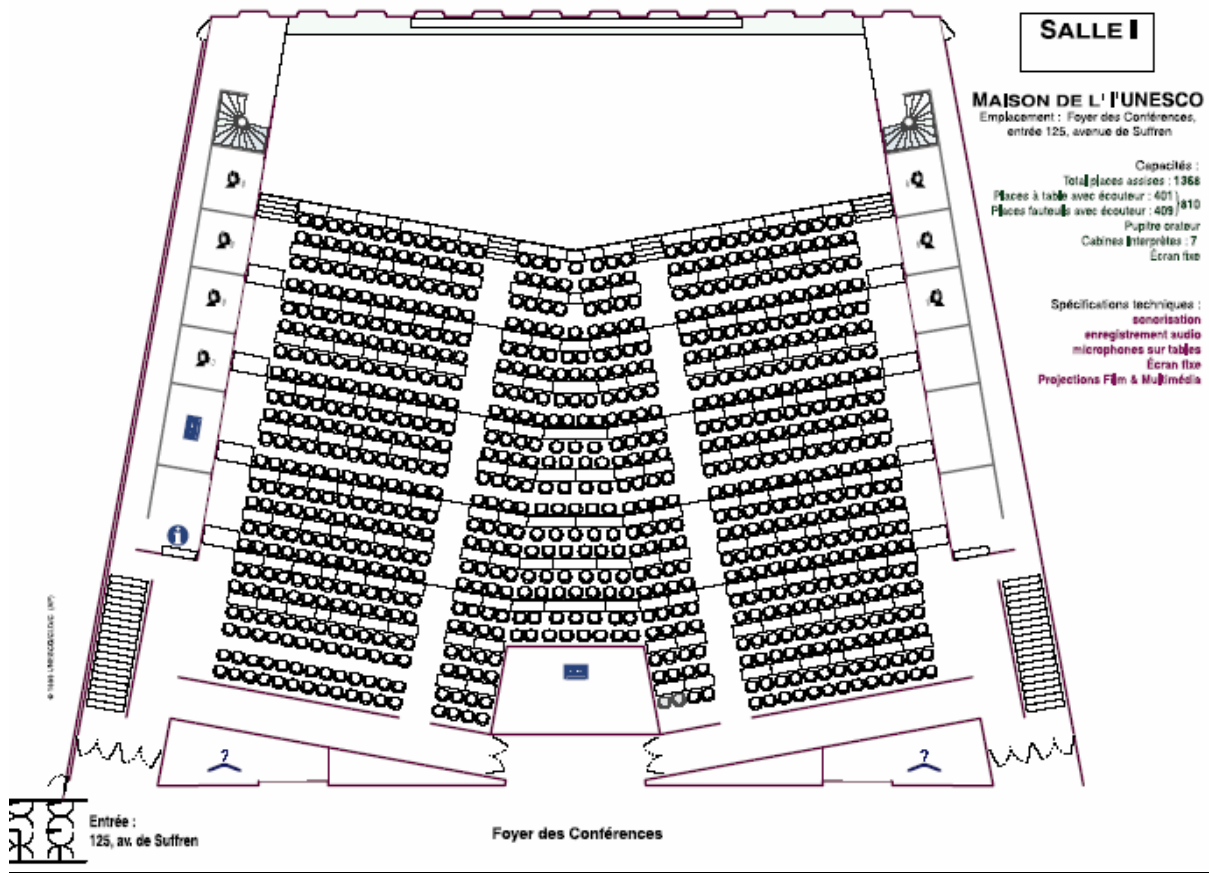 SALLE I
MAISON DE L' l'UNESCO
Emplacement : Foyer des Conférences,
entrée 125, avenue de Suffren
Capacités :
Total places assises : 1368
Places à table avec écouteur : 401
Places fauteuils avec écouteur : 409
}810
Pupitre orateur
Cabines Interprètes : 7
Écran fixe
Spécifications techniques :
sonorisation
enregistrement audio
microphones sur tables
Écran fixe
Projections Film & Multimédia
i
?
?
Entrée :
125, av. de Suffren
Foyer des Conférences